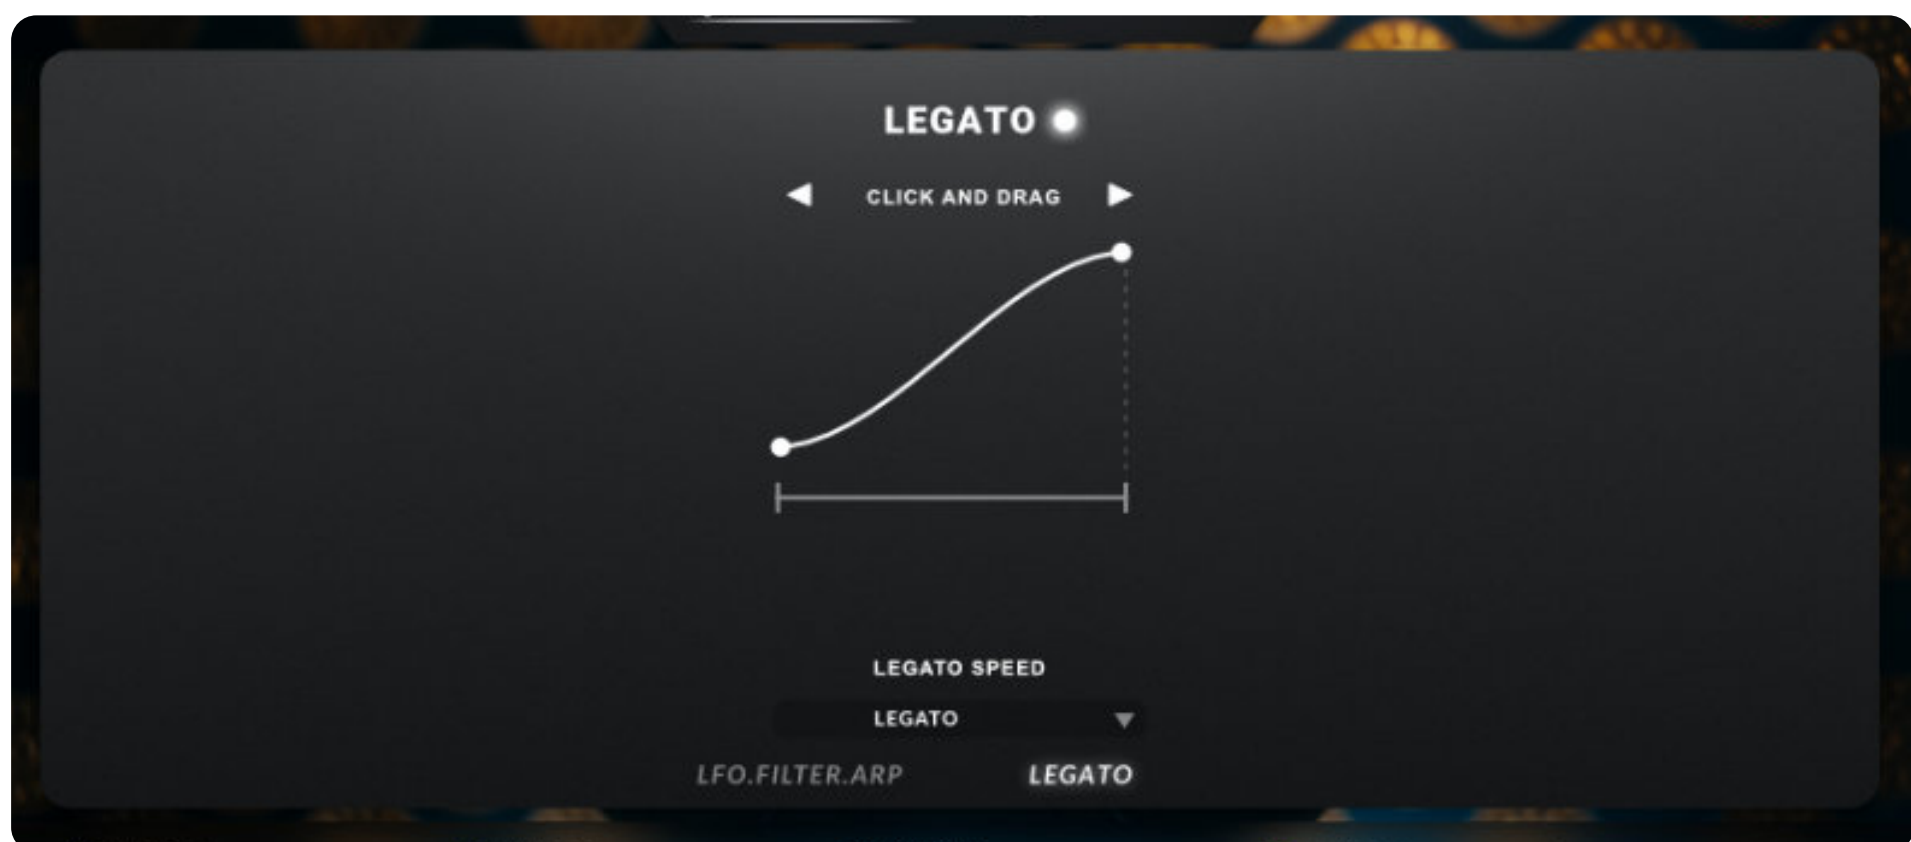 LEGATO
CLICK AND DRAG
LEGATO SPEED
LEGATO
LFO.FILTER.ARP LEGATO